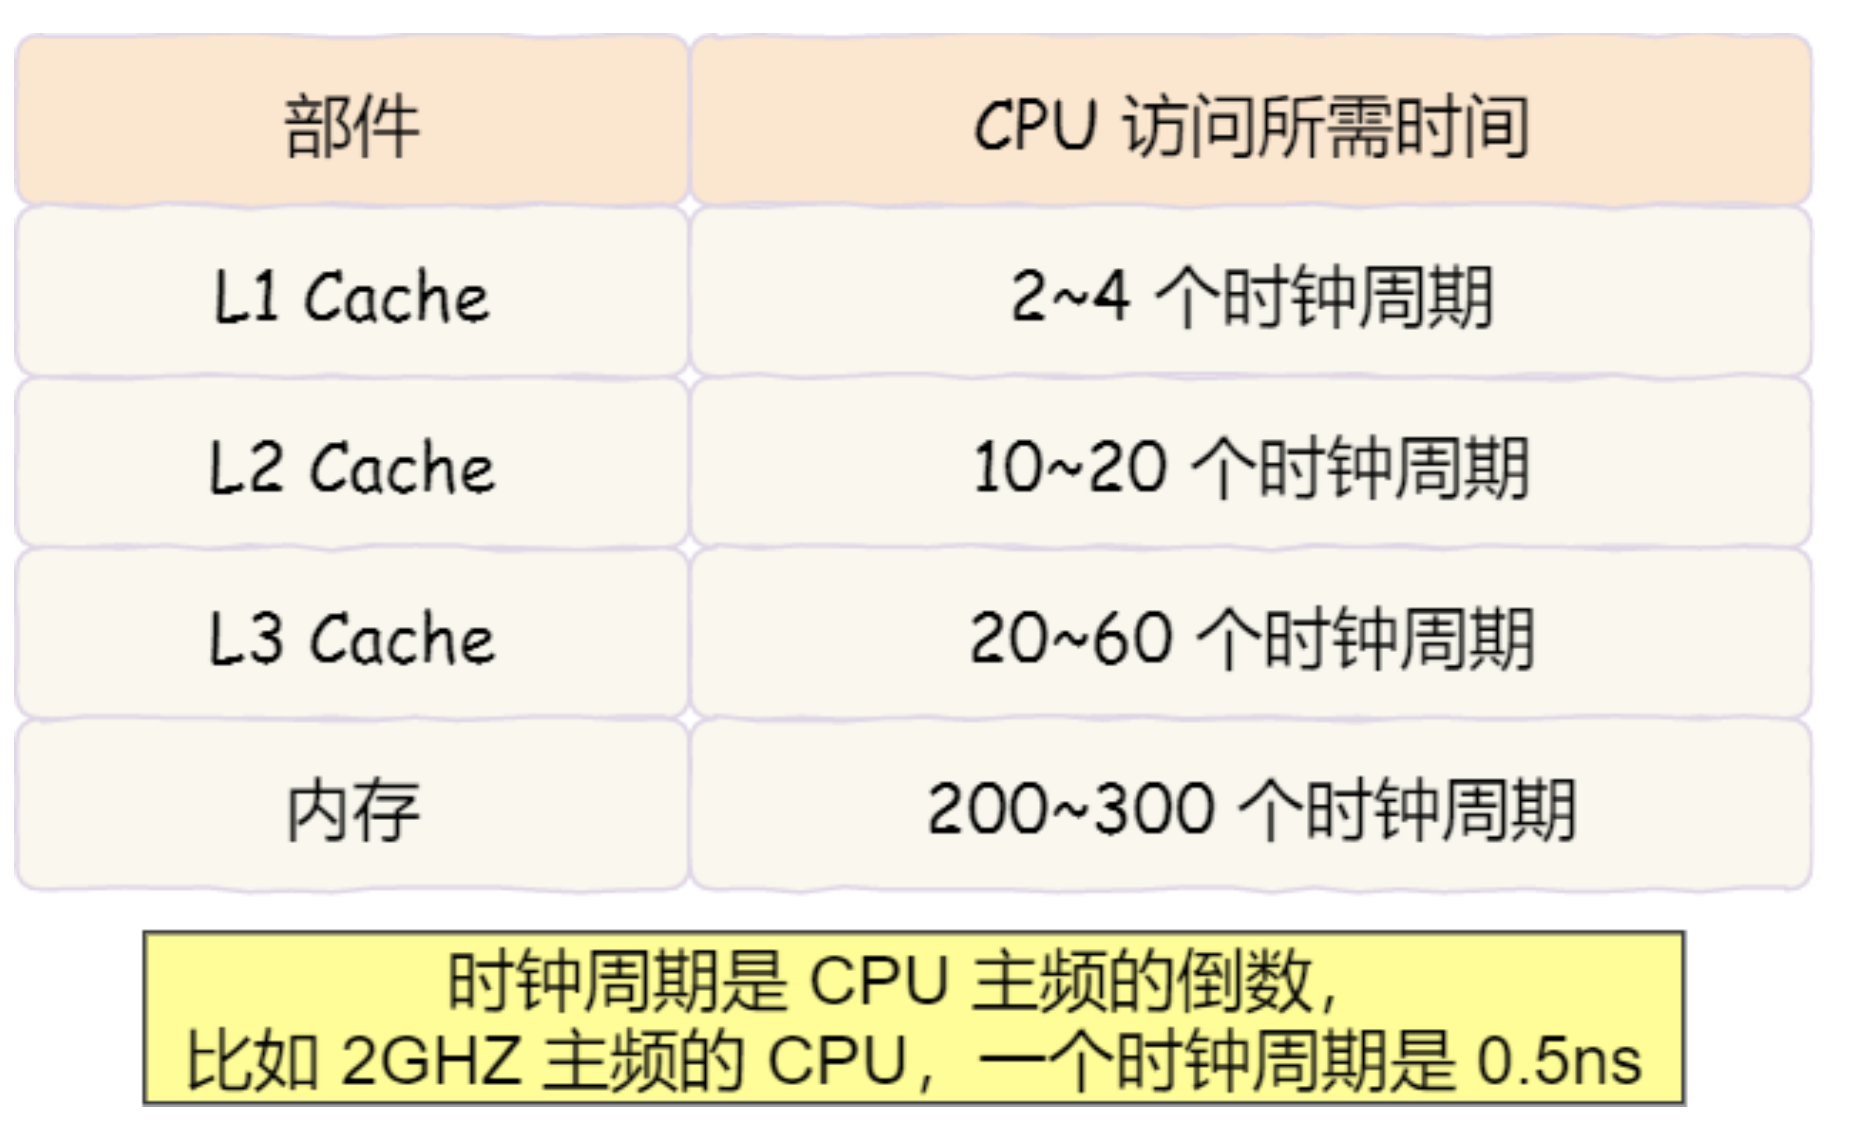 部件 CPU 访问所需时间
L1 Cache 2~4 个时钟周期
L2 Cache 10~20 个时钟周期
L3 Cache 20~60 个时钟周期
内存 200~300 个时钟周期
时钟周期是 CPU 主频的倒数，
比如 2GHZ 主频的 CPU，一个时钟周期是 0.5ns